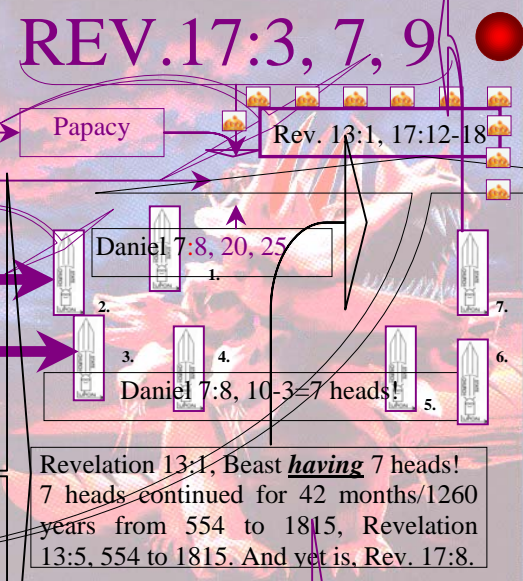 REV.17:3, 7, 9
Papacy
Rev. 13:1, 17:12-18
Daniel 7:8, 20, 25
1.
2.
7.
3.
4.
6.
Daniel 7:8, 10-3=7 heads!
5.
Revelation 13:1, Beast having 7 heads!
7 heads continued for 42 months/1260
years from 554 to 1815, Revelation
13:5, 554 to 1815. And yet is, Rev. 17:8.